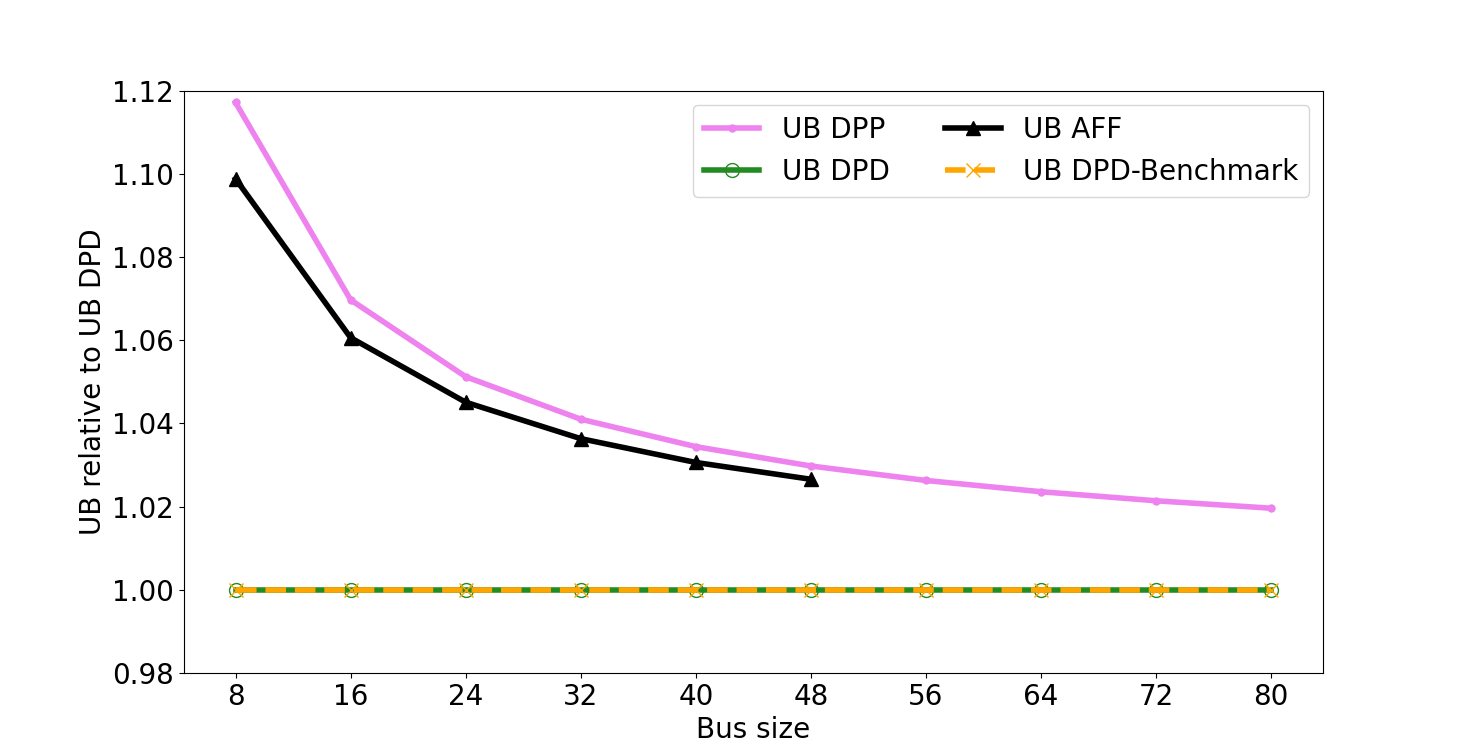 1.12
1.10
1.08
1.06
1.04
1.02
1.00
0.98
UB relative to UB DPD
UB DPP
UB AFF
UB DPD
UB DPD-Benchmark
8 16 24 32 40 48 56 64 72 80
Bus size